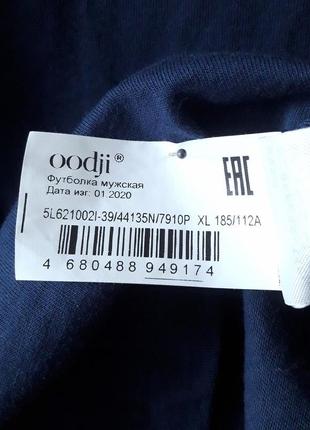 oodji®
EAC
Футболка мужская
Дата изг: 01.2020
5L621002I-39/44135N/7910P XL 185/112A
4 680488 949174